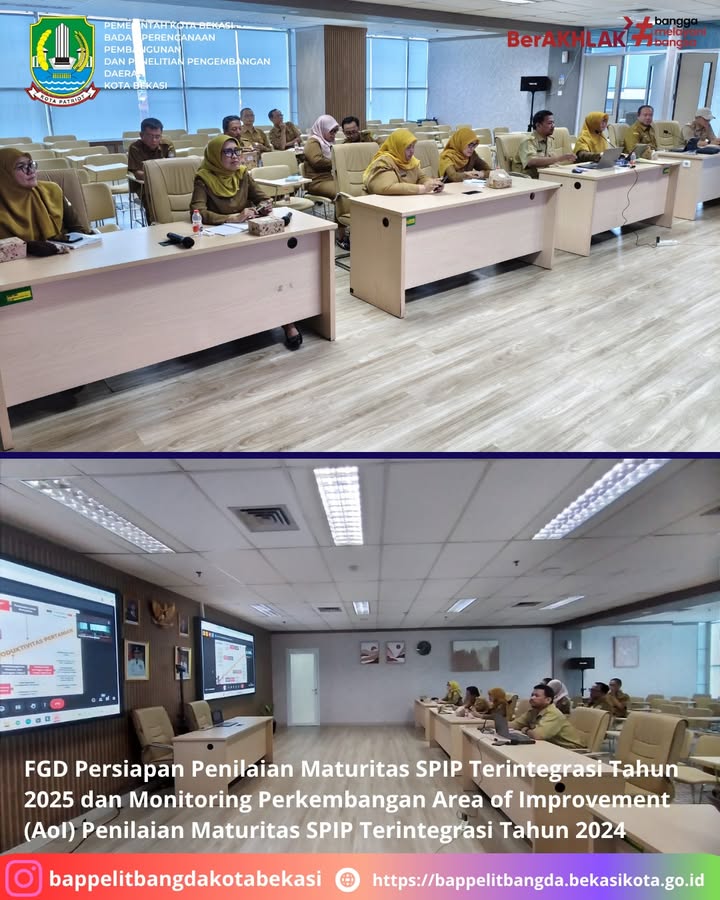 PEMERINTAH KOTA BEKASI
BADAN PERENCANAAN
PEMBANGUNAN
DAN PENELITIAN PENGEMBANGAN
DAERAH
KOTA BEKASI
KOTA PATRIOT
BerAKHLAK
#bangga
melayani
bangsa
PRODUKTIVITAS PERTANIAN
FGD Persiapan Penilaian Maturitas SPIP Terintegrasi Tahun
2025 dan Monitoring Perkembangan Area of Improvement
(AoI) Penilaian Maturitas SPIP Terintegrasi Tahun 2024
bappelitbangdakotabekasi
https://bappelitbangda.bekasikota.go.id